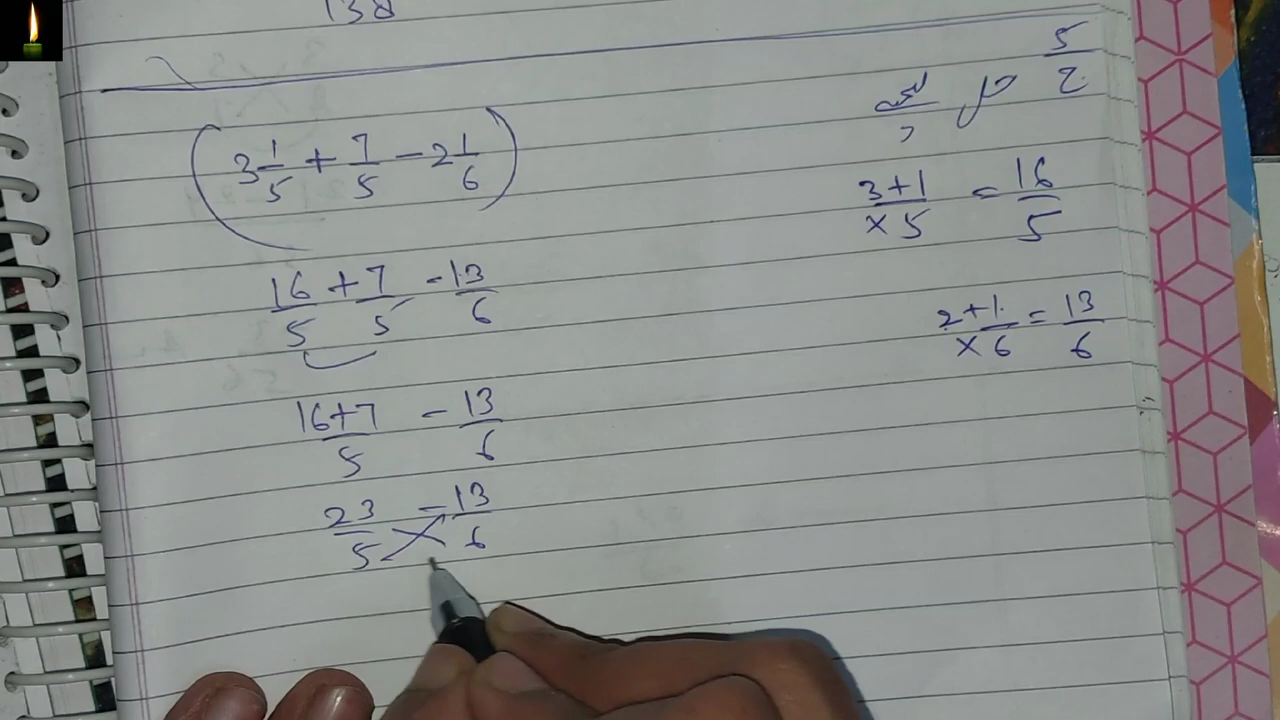 138
(3 1/5 + 7/5 - 2 1/6)
16/5 + 7/5 - 13/6
16+7/5 - 13/6
23/5 - 13/6
5/2
3+1/×5 = 16/5
2+1/×6 = 13/6